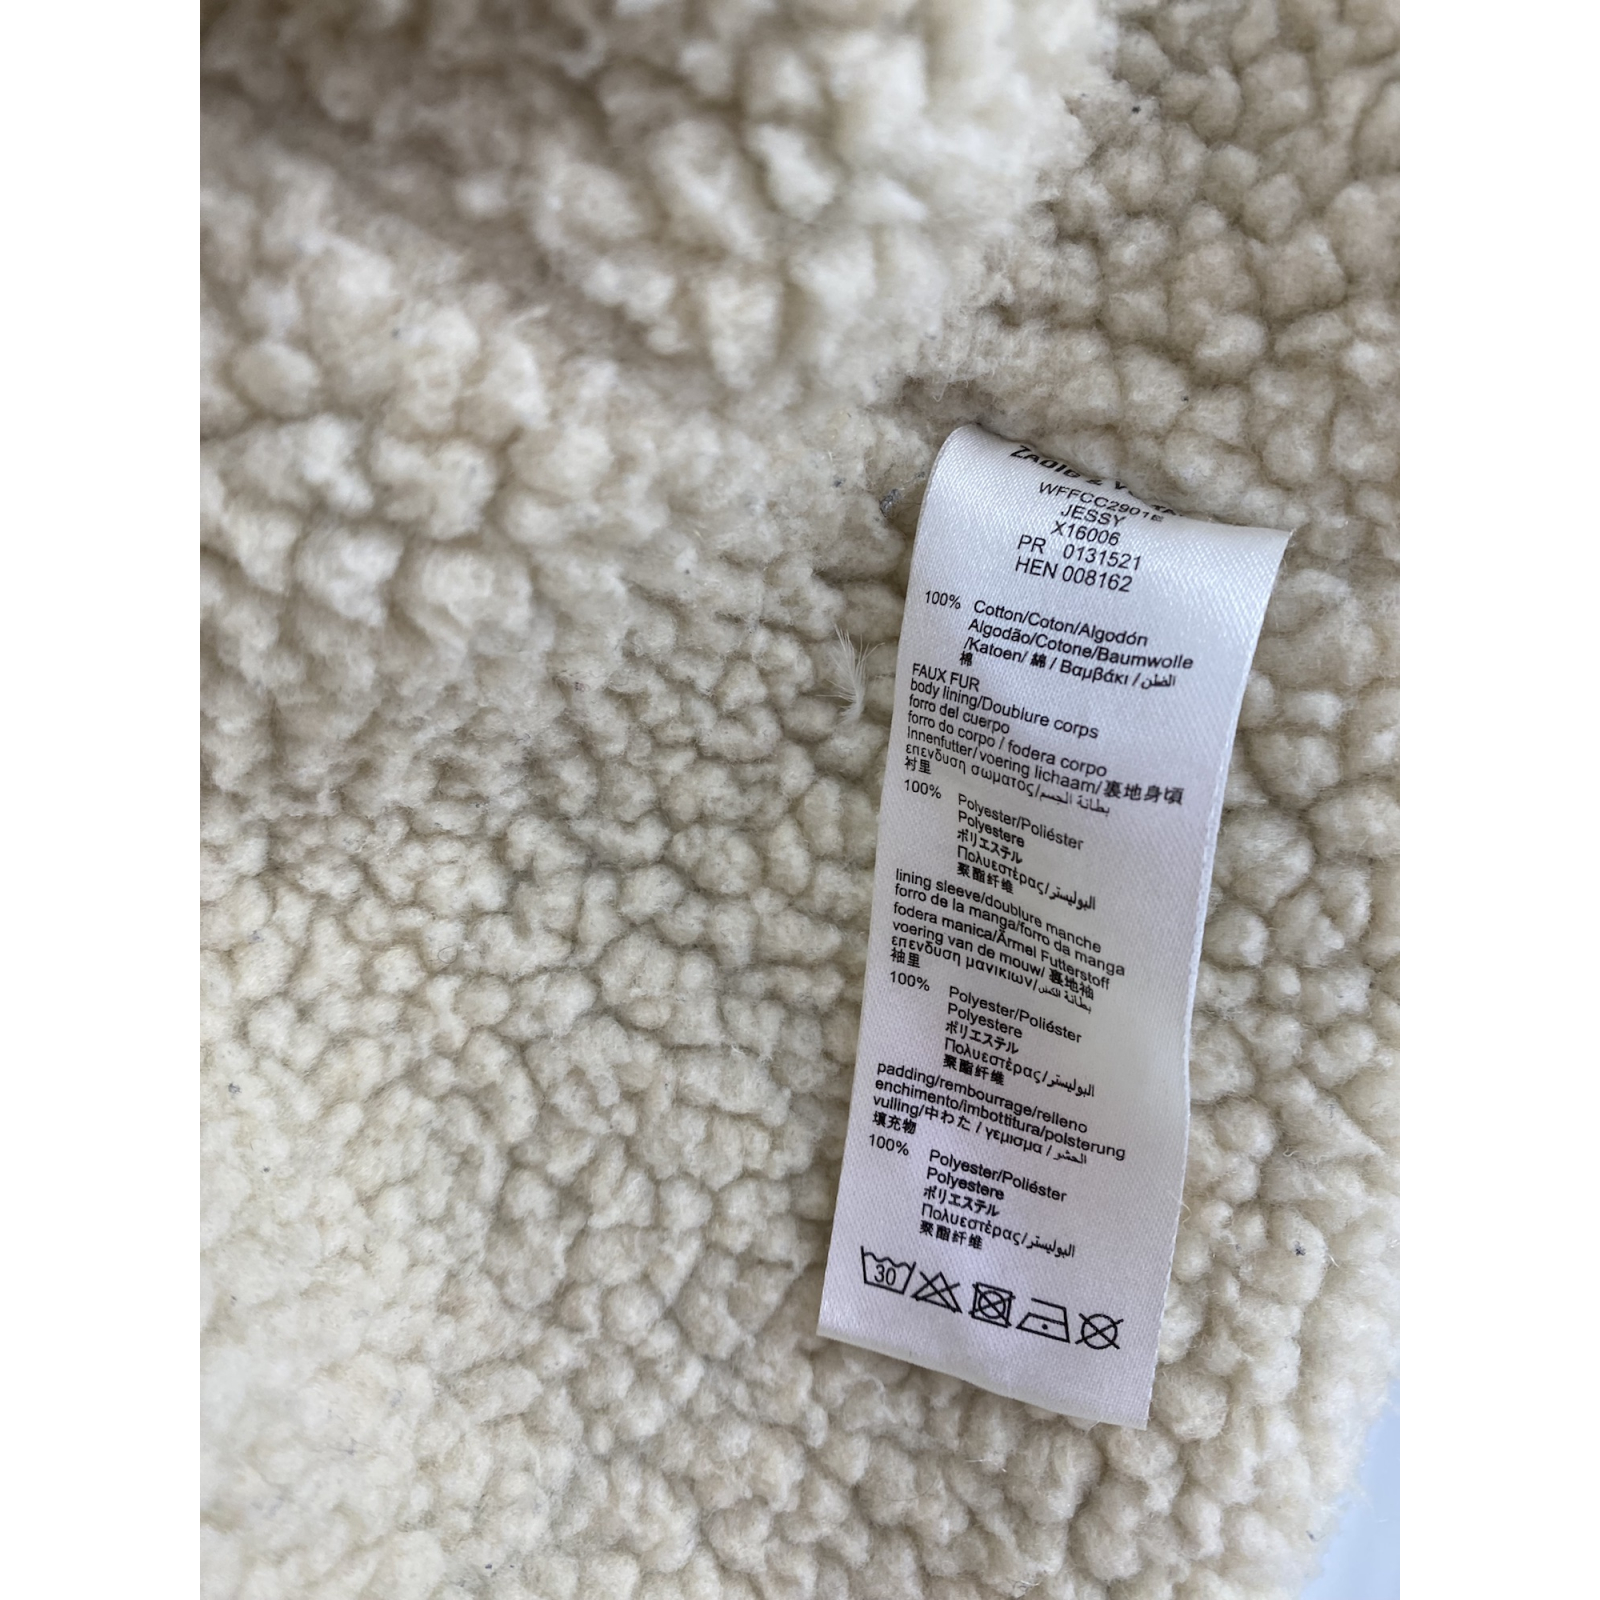 WFFCC2901E
JESSY
X16006
PR 0131521
HEN 008162
100% Cotton/Coton/Algodón
Algodão/Cotone/Baumwolle
/Katoen/ 綿 / Βαμβάκι / القطن
棉
FAUX FUR
body lining/Doublure corps
forro del cuerpo
forro do corpo / fodera corpo
Innenfutter/voering lichaam/裏地身頃
επενδυση σωματος/بطانة الجسم
衬里
100% Polyester/Poliéster
Polyestere
ポリエステル
Πολυεστέρας/البوليستر
聚酯纤维
lining sleeve/doublure manche
forro de la manga/forro da manga
fodera manica/Ärmel Futterstoff
voering van de mouw/ 裏地袖
επενδυση μανικιων/بطانة الكمن
袖里
100% Polyester/Poliéster
Polyestere
ポリエステル
Πολυεστέρας/البوليستر
聚酯纤维
padding/rembourrage/relleno
enchimento/imbottitura/polsterung
vulling/中わた / γεμισμα / الحشو
填充物
100% Polyester/Poliéster
Polyestere
ポリエステル
Πολυεστέρας/البوليستر
聚酯纤维
30